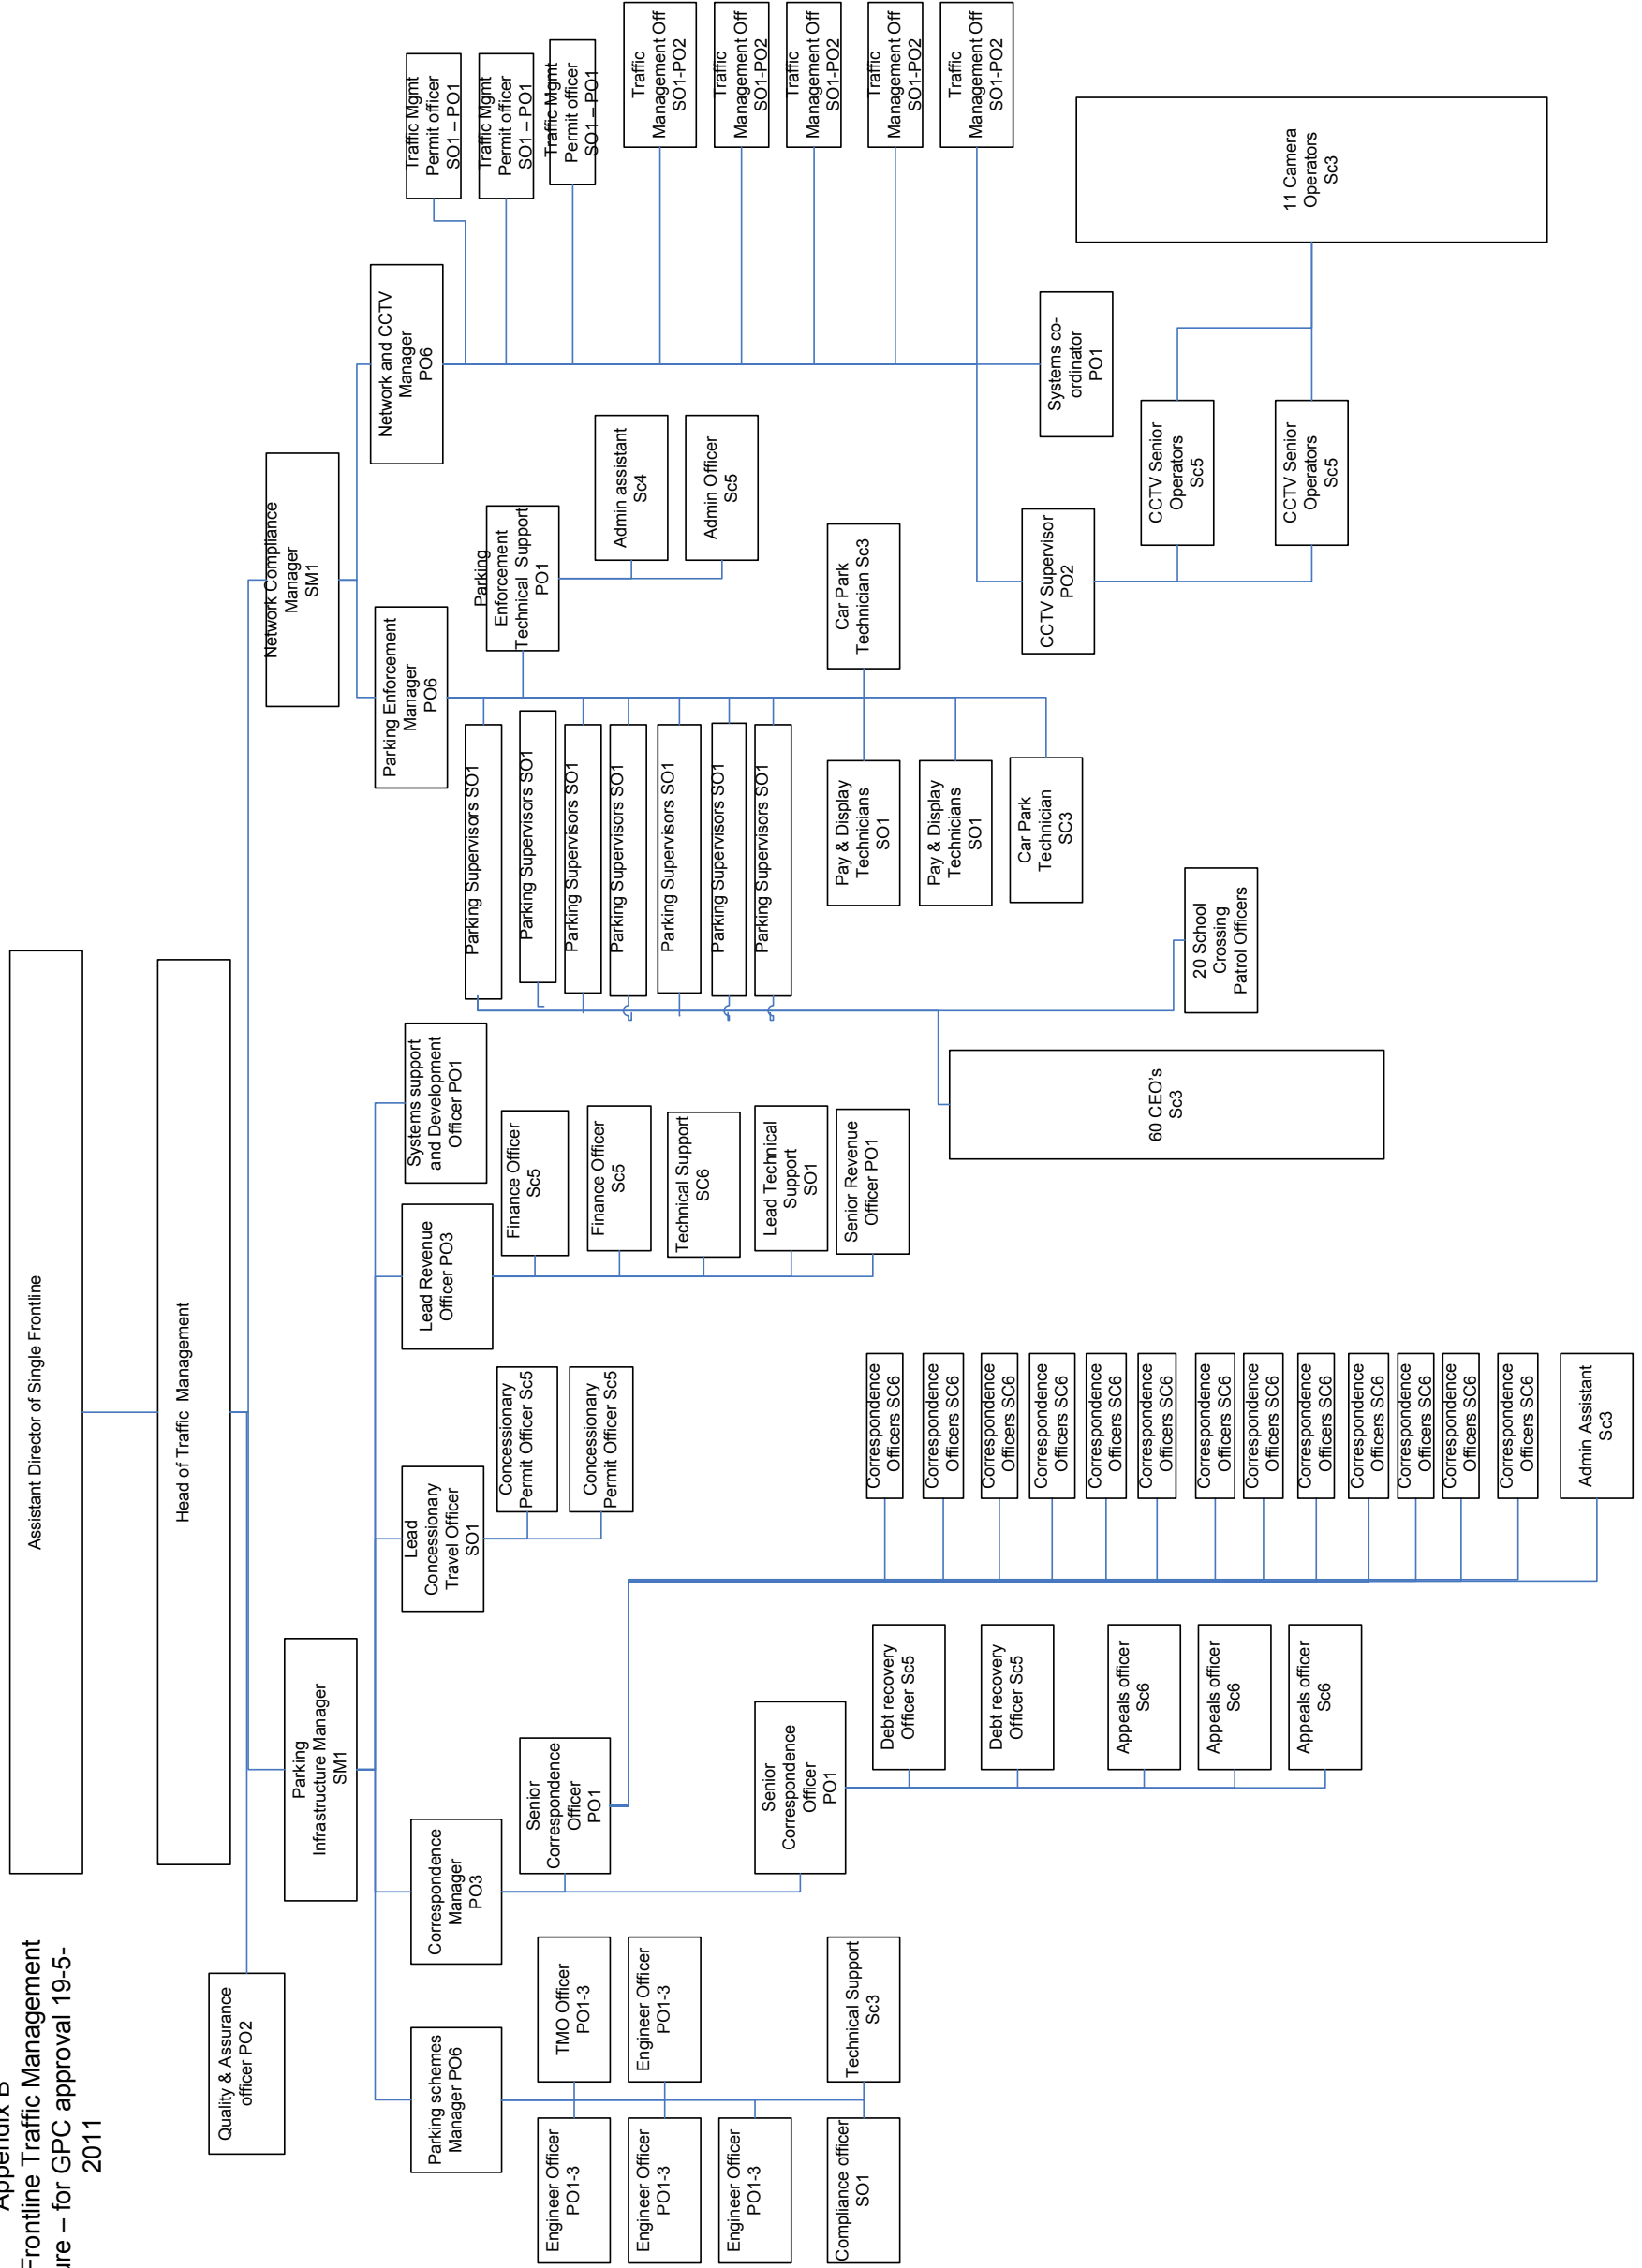 Appendix B
Frontline Traffic Management
ure – for GPC approval 19-5-
2011
Assistant Director of Single Frontline
Head of Traffic Management
Quality & Assurance
officer PO2
Parking
Infrastructure Manager
SM1
Network Compliance
Manager
SM1
Parking schemes
Manager PO6
Correspondence
Manager
PO3
Lead
Concessionary
Travel Officer
SO1
Lead Revenue
Officer PO3
Systems support
and Development
Officer PO1
Parking Enforcement
Manager
PO6
Network and CCTV
Manager
PO6
Engineer Officer
PO1-3
TMO Officer
PO1-3
Engineer Officer
PO1-3
Engineer Officer
PO1-3
Engineer Officer
PO1-3
Compliance officer
SO1
Technical Support
Sc3
Senior
Correspondence
Officer
PO1
Senior
Correspondence
Officer
PO1
Debt recovery
Officer Sc5
Debt recovery
Officer Sc5
Appeals officer
Sc6
Appeals officer
Sc6
Appeals officer
Sc6
Correspondence
Officers SC6
Correspondence
Officers SC6
Correspondence
Officers SC6
Correspondence
Officers SC6
Correspondence
Officers SC6
Correspondence
Officers SC6
Correspondence
Officers SC6
Correspondence
Officers SC6
Correspondence
Officers SC6
Correspondence
Officers SC6
Correspondence
Officers SC6
Correspondence
Officers SC6
Correspondence
Officers SC6
Admin Assistant
Sc3
Concessionary
Permit Officer Sc5
Concessionary
Permit Officer Sc5
Finance Officer
Sc5
Finance Officer
Sc5
Technical Support
SC6
Lead Technical
Support
SO1
Senior Revenue
Officer PO1
Parking Supervisors SO1
Parking Supervisors SO1
Parking Supervisors SO1
Parking Supervisors SO1
Parking Supervisors SO1
Parking Supervisors SO1
Parking Supervisors SO1
60 CEO's
Sc3
20 School
Crossing
Patrol Officers
Parking
Enforcement
Technical Support
PO1
Admin assistant
Sc4
Admin Officer
Sc5
Pay & Display
Technicians
SO1
Car Park
Technician Sc3
Pay & Display
Technicians
SO1
Car Park
Technician
SC3
Traffic Mgmt
Permit officer
SO1 – PO1
Traffic Mgmt
Permit officer
SO1 – PO1
Traffic Mgmt
Permit officer
SO1 – PO1
Traffic
Management Off
SO1-PO2
Traffic
Management Off
SO1-PO2
Traffic
Management Off
SO1-PO2
Traffic
Management Off
SO1-PO2
Traffic
Management Off
SO1-PO2
CCTV Supervisor
PO2
Systems co-
ordinator
PO1
CCTV Senior
Operators
Sc5
CCTV Senior
Operators
Sc5
11 Camera
Operators
Sc3